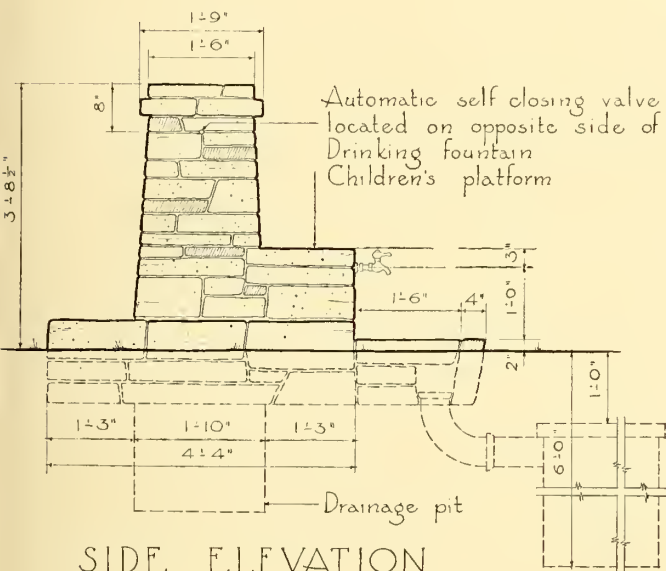 1'-9"
1'-6"
8"
3'-8½"
Automatic self closing valve
located on opposite side of
Drinking fountain
Children's platform
3"
1'-6"
4"
1'-0"
2"
1'-0"
1'-3"
1'-10"
1'-3"
4'-4"
6'-0"
Drainage pit
SIDE ELEVATION